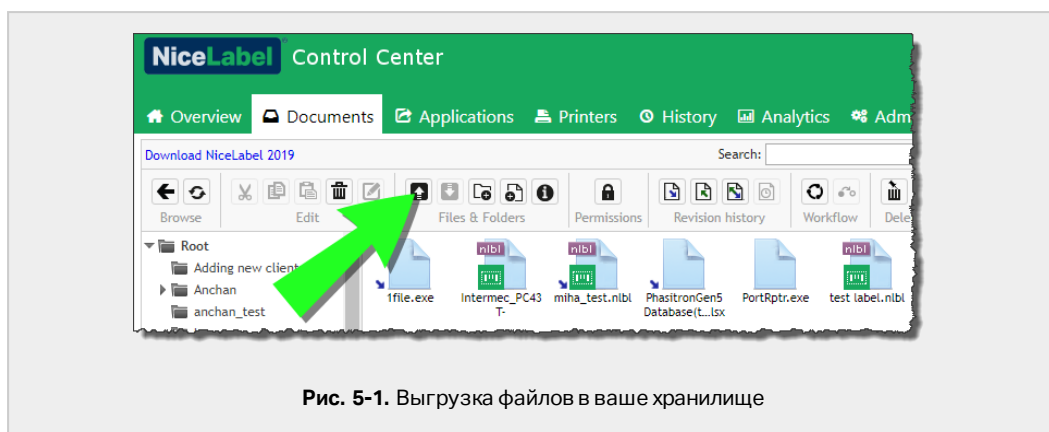 NiceLabel Control Center
Overview Documents Applications Printers History Analytics Adm
Download NiceLabel 2019 Search:
Browse Edit Files & Folders Permissions Revision history Workflow Dele
Root
Adding new client
Anchan
anchan_test
nlbl nlbl nlbl
1file.exe Intermec_PC43 miha_test.nlbl PhasitronGen5 PortRptr.exe test label.nlbl
T- Database(t...lsx
Рис. 5-1. Выгрузка файлов в ваше хранилище